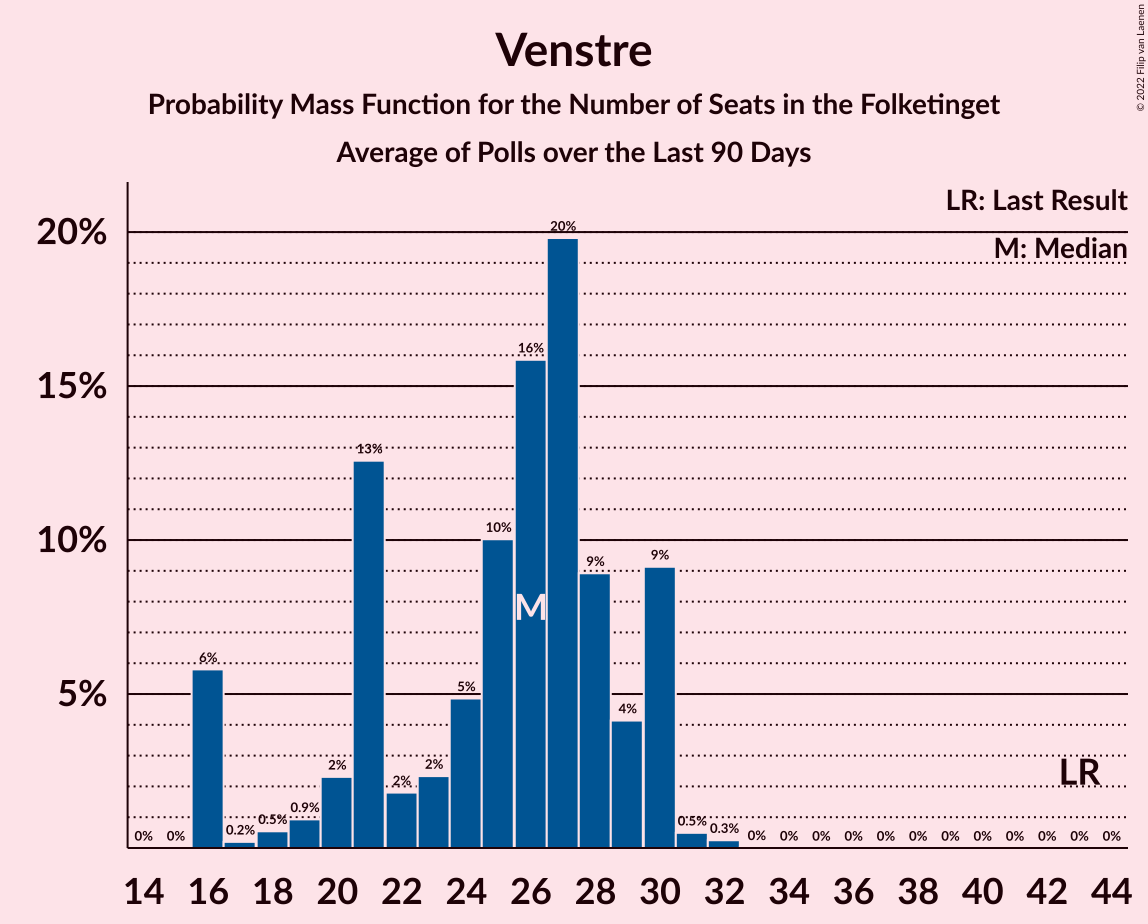 Venstre
Probability Mass Function for the Number of Seats in the Folketinget
Average of Polls over the Last 90 Days
© 2022 Filip van Laenen
LR: Last Result
M: Median
20%
15%
10%
5%
0% 0% 6% 0.2% 0.5% 0.9% 2% 13% 2% 2% 5% 10% 16% 20% 9% 4% 9% 0.5% 0.3% 0% 0% 0% 0% 0% 0% 0% 0% 0% 0% 0% 0%
M
LR
14 16 18 20 22 24 26 28 30 32 34 36 38 40 42 44